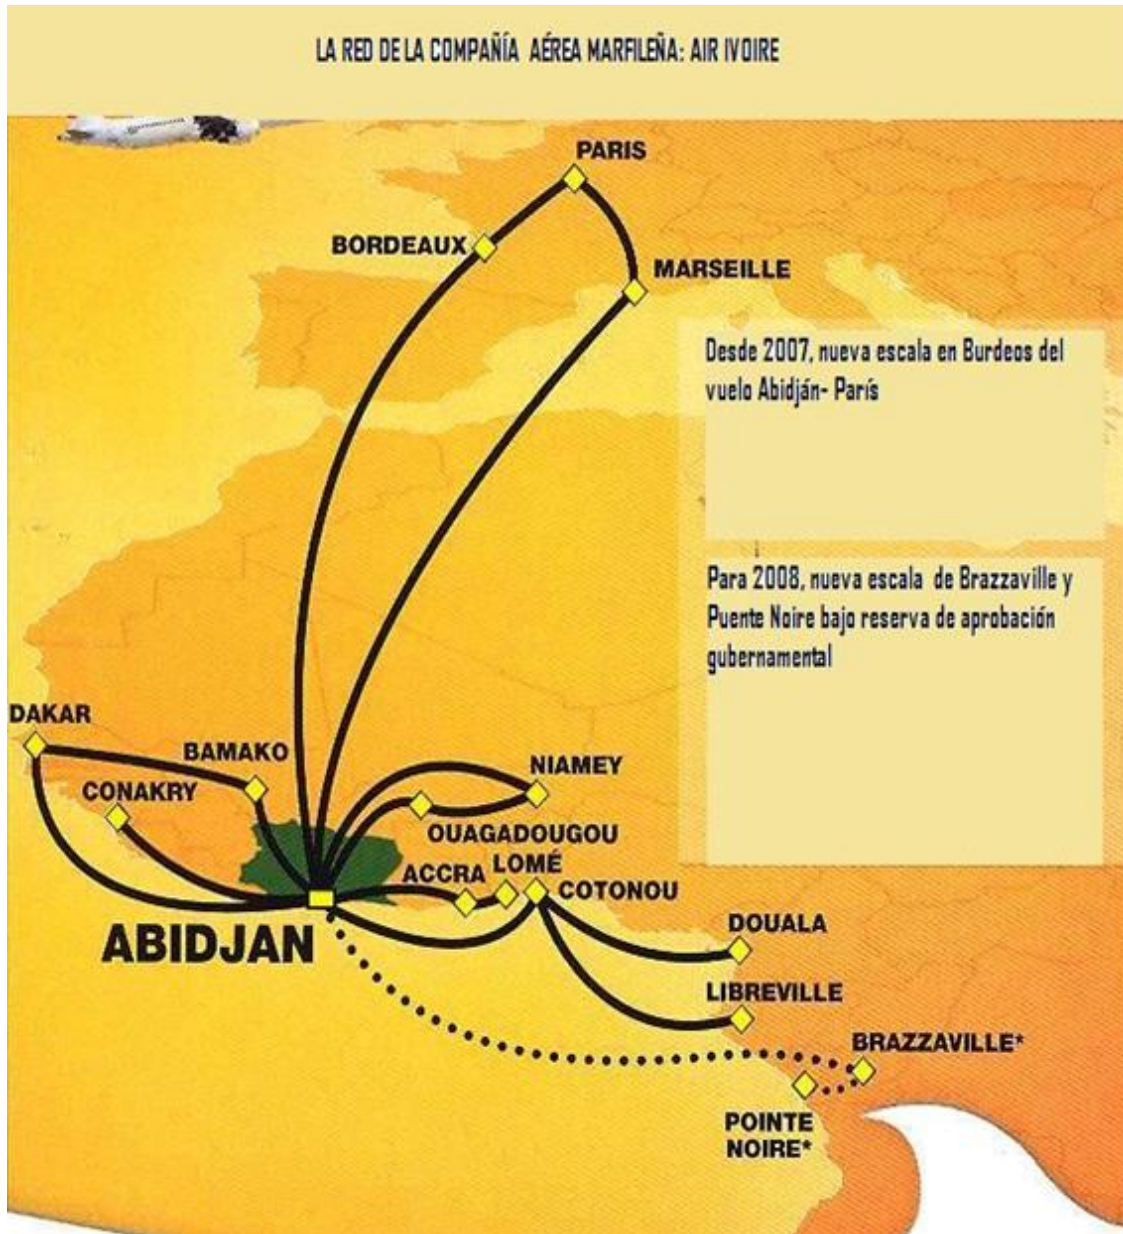 LA RED DE LA COMPAÑÍA AÉREA MARFILEÑA: AIR IVOIRE
PARIS
BORDEAUX
MARSEILLE
Desde 2007, nueva escala en Burdeos del
vuelo Abidján- París
Para 2008, nueva escala de Brazzaville y
Puente Noire bajo reserva de aprobación
gubernamental
DAKAR
BAMAKO
NIAMEY
CONAKRY
OUAGADOUGOU
LOMÉ
ACCRA
COTONOU
ABIDJAN
DOUALA
LIBREVILLE
BRAZZAVILLE*
POINTE
NOIRE*